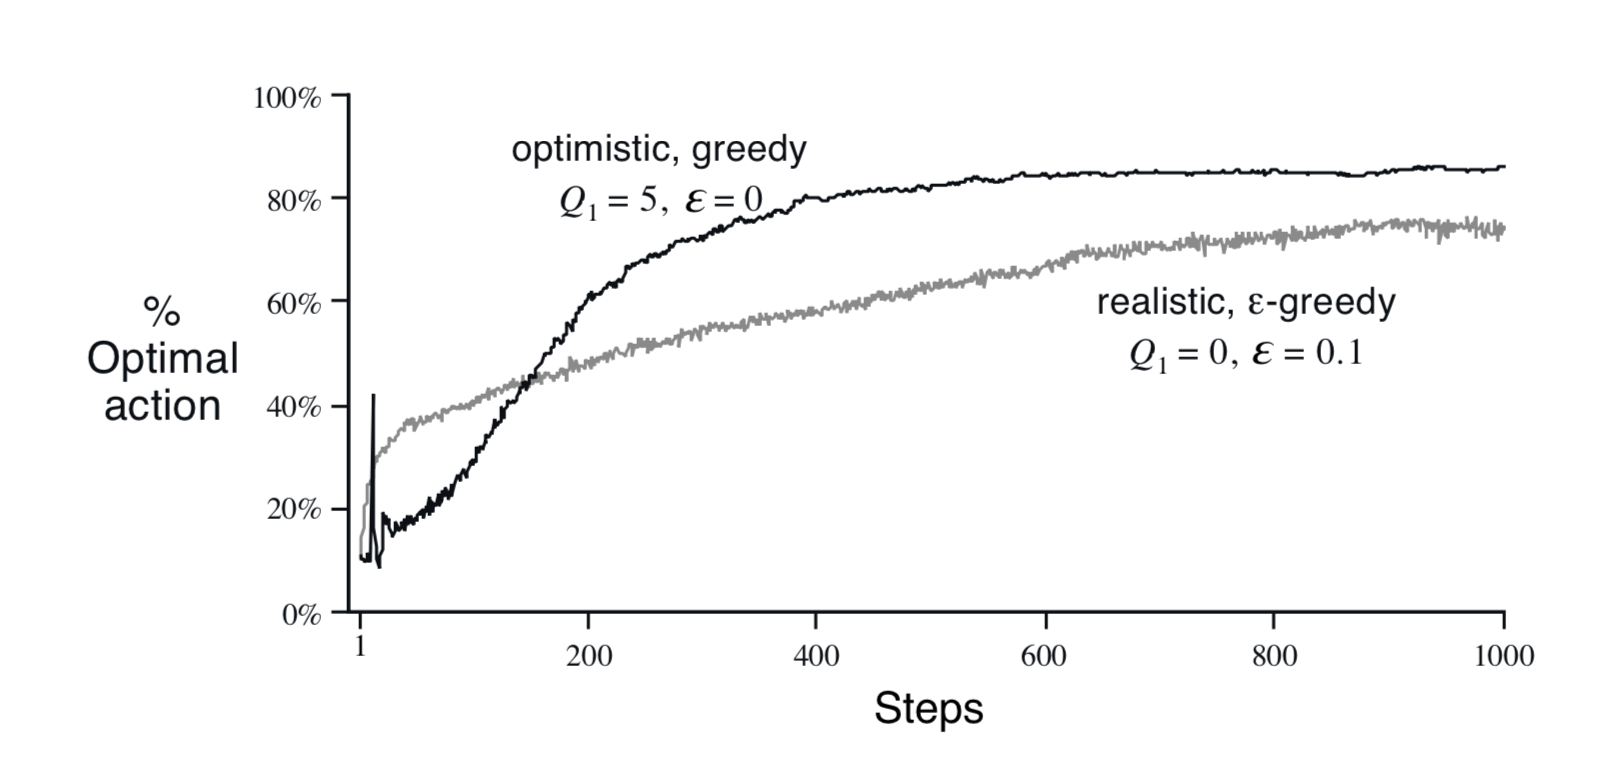 100%
80%
60%
40%
20%
0%
%
Optimal
action
optimistic, greedy
Q₁ = 5, ε = 0
realistic, ε-greedy
Q₁ = 0, ε = 0.1
1
200
400
600
800
1000
Steps